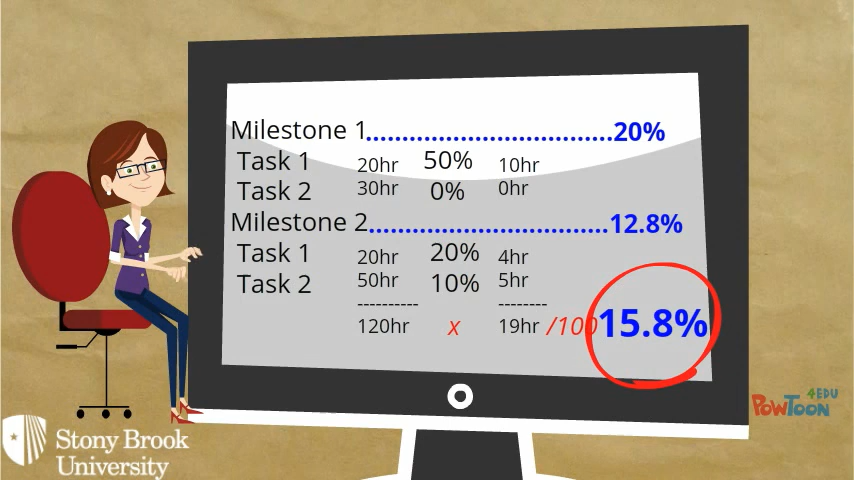 Milestone 1......................................20%
Task 1 20hr 50% 10hr
Task 2 30hr 0% 0hr
Milestone 2.....................................12.8%
Task 1 20hr 20% 4hr
Task 2 50hr 10% 5hr
---------- --------
120hr x 19hr /100 15.8%
4EDU
POWTOON
Stony Brook
University